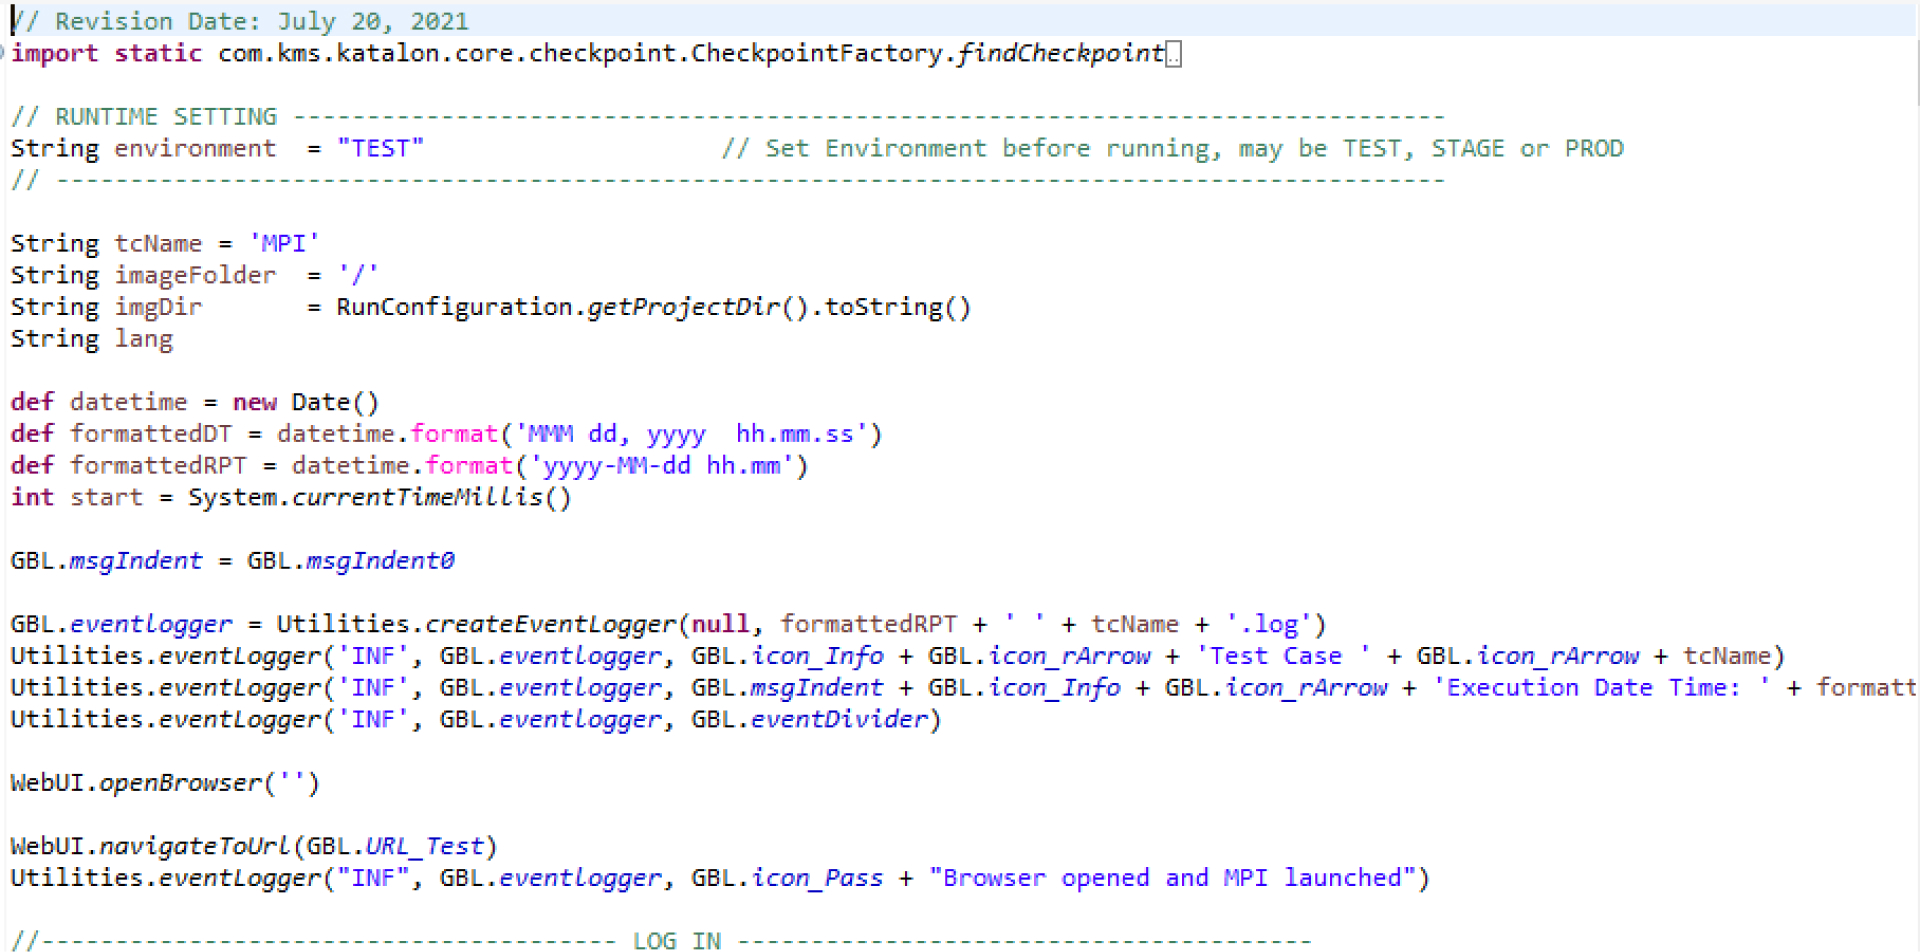 // Revision Date: July 20, 2021
import static com.kms.katalon.core.checkpoint.CheckpointFactory.findCheckpoint..
// RUNTIME SETTING ------------------------------------------------------------------------------
String environment  = "TEST"                    // Set Environment before running, may be TEST, STAGE or PROD
// ----------------------------------------------------------------------------------------------
String tcName = 'MPI'
String imageFolder  = '/'
String imgDir       = RunConfiguration.getProjectDir().toString()
String lang
def datetime = new Date()
def formattedDT = datetime.format('MMM dd, yyyy  hh.mm.ss')
def formattedRPT = datetime.format('yyyy-MM-dd hh.mm')
int start = System.currentTimeMillis()
GBL.msgIndent = GBL.msgIndent0
GBL.eventlogger = Utilities.createEventLogger(null, formattedRPT + ' ' + tcName + '.log')
Utilities.eventLogger('INF', GBL.eventlogger, GBL.icon_Info + GBL.icon_rArrow + 'Test Case ' + GBL.icon_rArrow + tcName)
Utilities.eventLogger('INF', GBL.eventlogger, GBL.msgIndent + GBL.icon_Info + GBL.icon_rArrow + 'Execution Date Time: ' + formatt
Utilities.eventLogger('INF', GBL.eventlogger, GBL.eventDivider)
WebUI.openBrowser('')
WebUI.navigateToUrl(GBL.URL_Test)
Utilities.eventLogger("INF", GBL.eventlogger, GBL.icon_Pass + "Browser opened and MPI launched")
//--------------------------------------- LOG IN ---------------------------------------